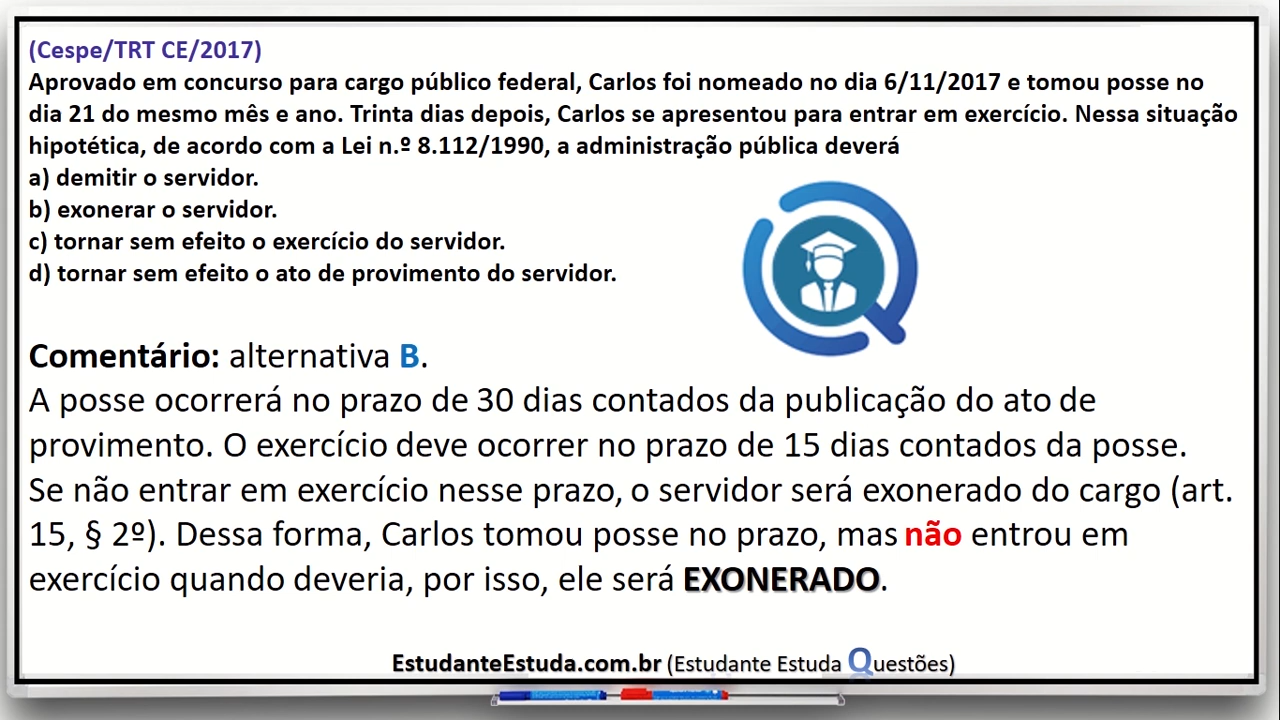 (Cespe/TRT CE/2017)
Aprovado em concurso para cargo público federal, Carlos foi nomeado no dia 6/11/2017 e tomou posse no
dia 21 do mesmo mês e ano. Trinta dias depois, Carlos se apresentou para entrar em exercício. Nessa situação
hipotética, de acordo com a Lei n.º 8.112/1990, a administração pública deverá
a) demitir o servidor.
b) exonerar o servidor.
c) tornar sem efeito o exercício do servidor.
d) tornar sem efeito o ato de provimento do servidor.
Comentário: alternativa B.
A posse ocorrerá no prazo de 30 dias contados da publicação do ato de
provimento. O exercício deve ocorrer no prazo de 15 dias contados da posse.
Se não entrar em exercício nesse prazo, o servidor será exonerado do cargo (art.
15, § 2º). Dessa forma, Carlos tomou posse no prazo, mas não entrou em
exercício quando deveria, por isso, ele será EXONERADO.
EstudanteEstuda.com.br (Estudante Estuda Questões)